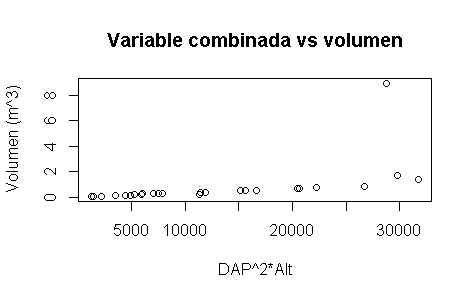 Variable combinada vs volumen
Volumen (m^3)
8
6
4
2
0
5000 10000 20000 30000
DAP^2*Alt